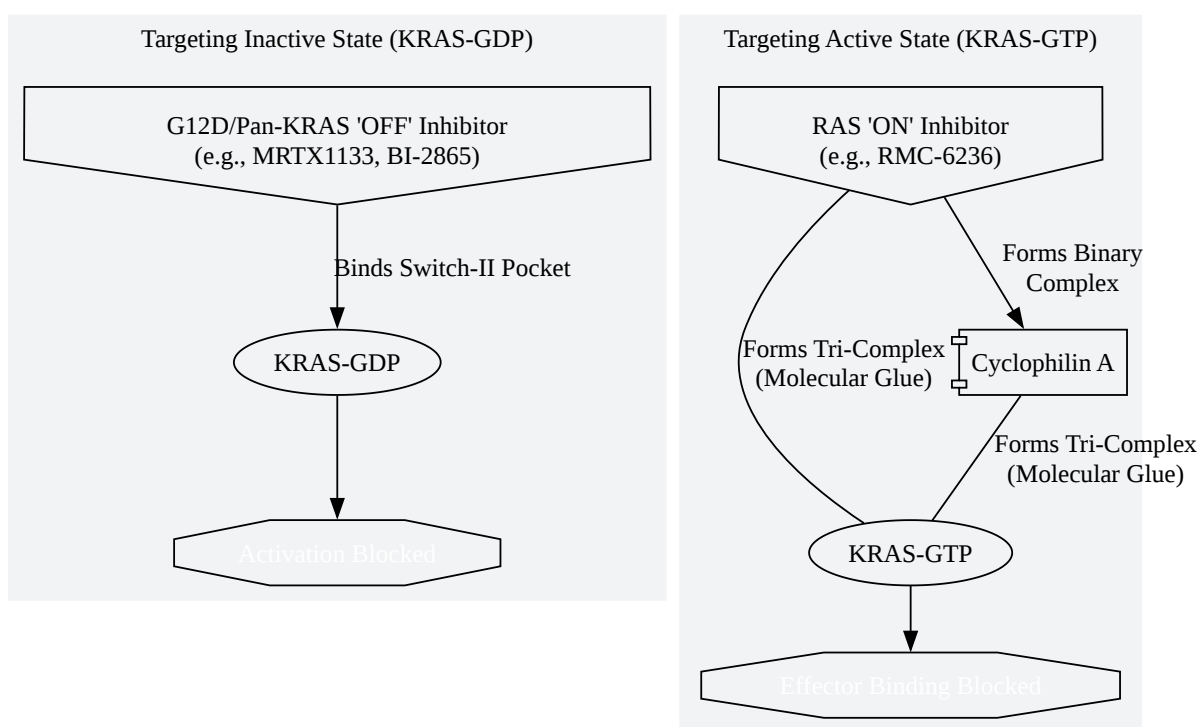 Targeting Inactive State (KRAS-GDP)
G12D/Pan-KRAS 'OFF' Inhibitor
(e.g., MRTX1133, BI-2865)
Binds Switch-II Pocket
KRAS-GDP
Activation Blocked
Targeting Active State (KRAS-GTP)
RAS 'ON' Inhibitor
(e.g., RMC-6236)
Forms Binary
Complex
Forms Tri-Complex
(Molecular Glue)
Cyclophilin A
Forms Tri-Complex
(Molecular Glue)
KRAS-GTP
Effector Binding Blocked